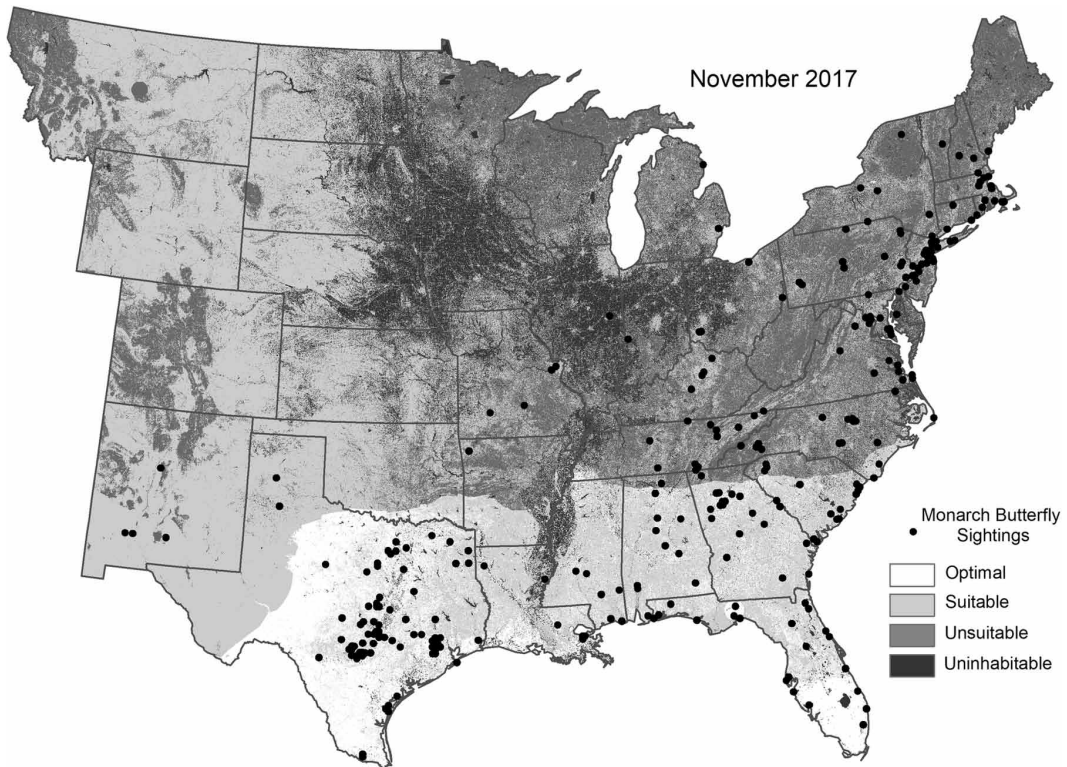 November 2017
Monarch Butterfly
Sightings
Optimal
Suitable
Unsuitable
Uninhabitable